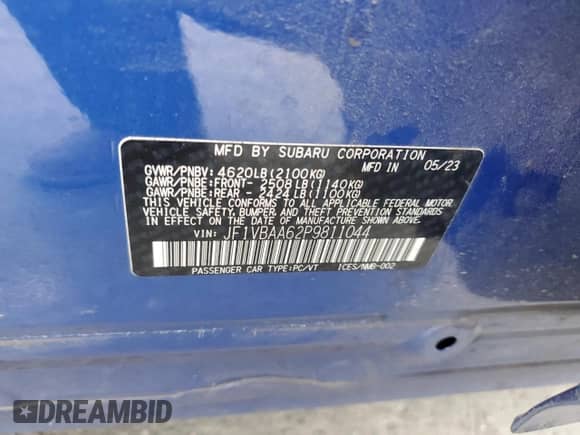 MFD BY SUBARU CORPORATION
GVWR/PNBV: 4620LB(2100KG) MFD IN 05/23
GAWR/PNBE:FRONT- 2508LB(1140KG)
GAWR/PNBE:REAR - 2424LB(1100KG)
THIS VEHICLE CONFORMS TO ALL APPLICABLE
FEDERAL MOTOR VEHICLE
SAFETY, BUMPER, AND THEFT PREVENTION STANDARDS
IN EFFECT ON THE DATE OF MANUFACTURE SHOWN ABOVE.
VIN: JF1VBAA62P9811044
PASSENGER CAR TYPE:PC/VT ICES/NMB-002
DREAMBID